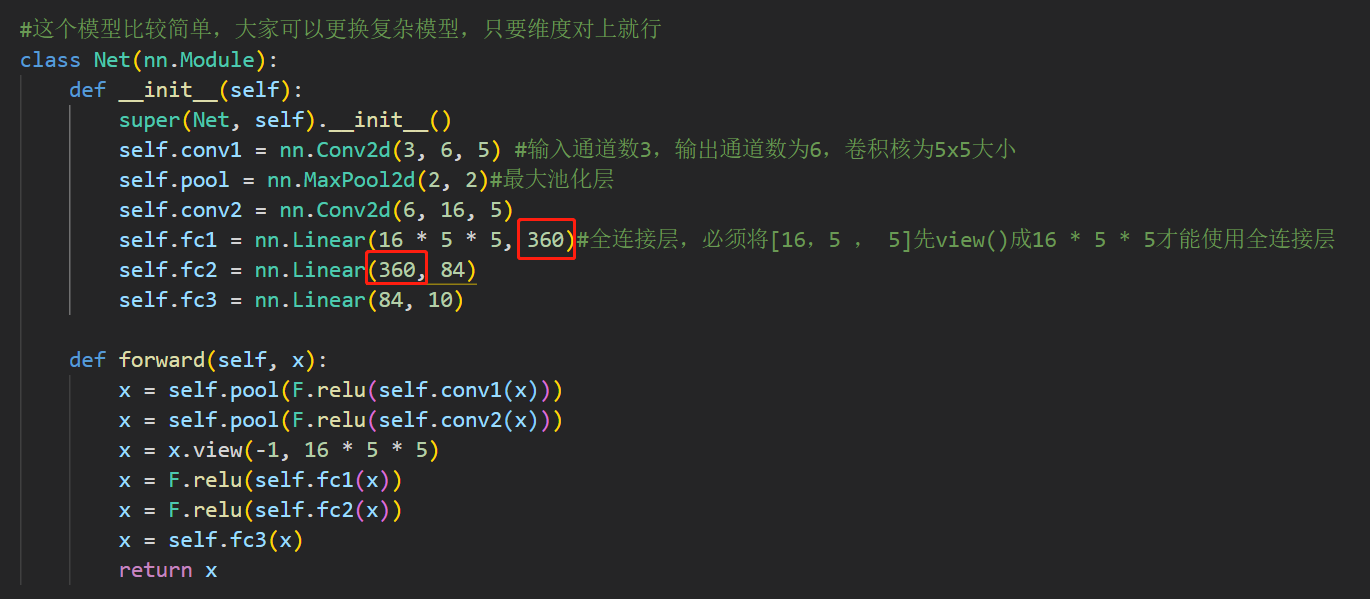 #这个模型比较简单，大家可以更换复杂模型，只要维度对上就行
class Net(nn.Module):
    def __init__(self):
        super(Net, self).__init__()
        self.conv1 = nn.Conv2d(3, 6, 5) #输入通道数3，输出通道数为6，卷积核为5x5大小
        self.pool = nn.MaxPool2d(2, 2)#最大池化层
        self.conv2 = nn.Conv2d(6, 16, 5)
        self.fc1 = nn.Linear(16 * 5 * 5, 360)#全连接层，必须将[16，5 ， 5]先view()成16 * 5 * 5才能使用全连接层
        self.fc2 = nn.Linear(360, 84)
        self.fc3 = nn.Linear(84, 10)
    def forward(self, x):
        x = self.pool(F.relu(self.conv1(x)))
        x = self.pool(F.relu(self.conv2(x)))
        x = x.view(-1, 16 * 5 * 5)
        x = F.relu(self.fc1(x))
        x = F.relu(self.fc2(x))
        x = self.fc3(x)
        return x